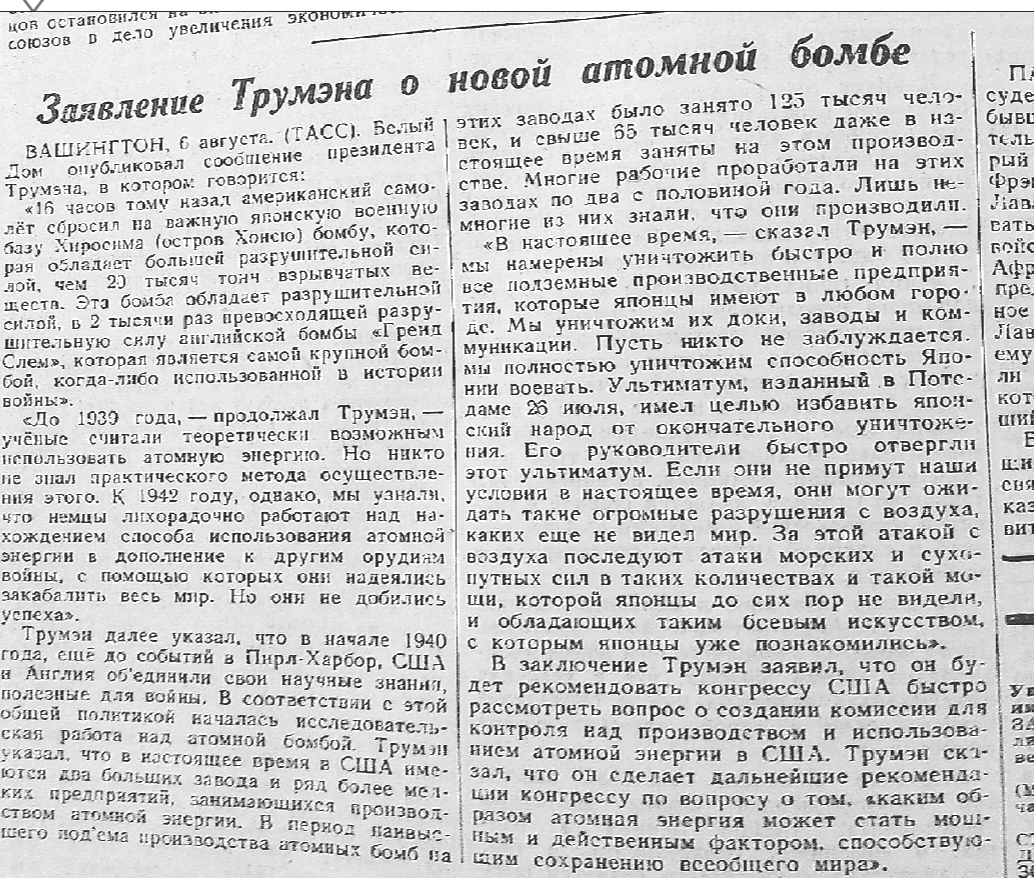 союзов в дело увеличения
Заявление Трумэна о новой атомной бомбе
ВАШИНГТОН, 6 августа. (ТАСС). Белый
Дом опубликовал сообщение президента
Трумэна, в котором говорится:
«16 часов тому назад американский само-
лёт сбросил на важную японскую военную
базу Хиросима (остров Хонсю) бомбу, кото-
рая обладает большей разрушительной си-
лой, чем 20 тысяч тонн взрывчатых ве-
ществ. Эта бомба обладает разрушительной
силой, в 2 тысячи раз превосходящей разру-
шительную силу английской бомбы «Гренд
Слем», которая является самой крупной бом-
бой, когда-либо использованной в истории
войны».
«До 1939 года, — продолжал Трумэн, —
учёные считали теоретически возможным
использовать атомную энергию. Но никто
не знал практического метода осуществле-
ния этого. К 1942 году, однако, мы узнали,
что немцы лихорадочно работают над на-
хождением способа использования атомной
энергии в дополнение к другим орудиям
войны, с помощью которых они надеялись
закабалить весь мир. Но они не добились
успеха».
Трумэн далее указал, что в начале 1940
года, ещё до событий в Пирл-Харбор, США
и Англия об'единили свои научные знания,
полезные для войны. В соответствии с этой
общей политикой началась исследователь-
ская работа над атомной бомбой. Трумэн
указал, что в настоящее время в США име-
ются два больших завода и ряд более мел-
ких предприятий, занимающихся производ-
ством атомной энергии. В период наивыс-
шего под'ема производства атомных бомб на
этих заводах было занято 125 тысяч чело-
век, и свыше 65 тысяч человек даже в на-
стоящее время заняты на этом производ-
стве. Многие рабочие проработали на этих
заводах по два с половиной года. Лишь не-
многие из них знали, что они производили.
«В настоящее время, — сказал Трумэн, —
мы намерены уничтожить быстро и полно
все подземные производственные предприя-
тия, которые японцы имеют в любом горо-
де. Мы уничтожим их доки, заводы и ком-
муникации. Пусть никто не заблуждается.
мы полностью уничтожим способность Япо-
нии воевать. Ультиматум, изданный в Потс-
даме 26 июля, имел целью избавить япон-
ский народ от окончательного уничтоже-
ния. Его руководители быстро отвергли
этот ультиматум. Если они не примут наши
условия в настоящее время, они могут ожи-
дать такие огромные разрушения с воздуха,
каких еще не видел мир. За этой атакой с
воздуха последуют атаки морских и сухо-
путных сил в таких количествах и такой мо-
щи, которой японцы до сих пор не видели,
и обладающих таким боевым искусством,
с которым японцы уже познакомились».
В заключение Трумэн заявил, что он бу-
дет рекомендовать конгрессу США быстро
рассмотреть вопрос о создании комиссии для
контроля над производством и использова-
нием атомной энергии в США. Трумэн ска-
зал, что он сделает дальнейшие рекоменда-
ции конгрессу по вопросу о том, «каким об-
разом атомная энергия может стать мощ-
ным и действенным фактором, способствую-
щим сохранению всеобщего мира».